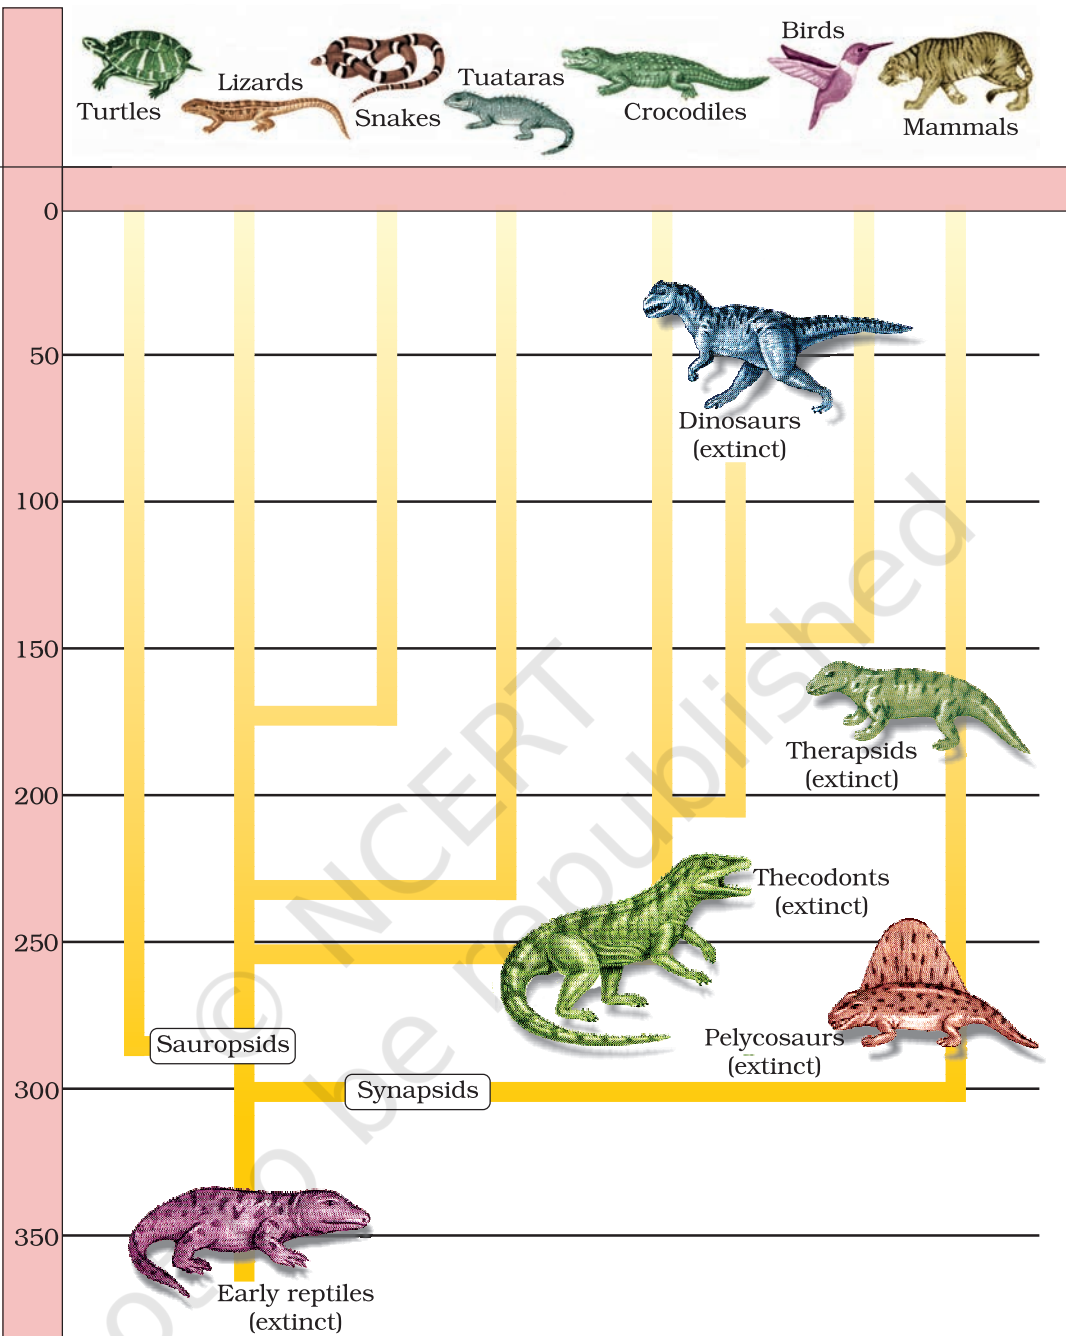 Birds
Lizards
Tuataras
Turtles
Snakes
Crocodiles
Mammals
0
50
Dinosaurs
(extinct)
100
150
Therapsids
(extinct)
200
Thecodonts
(extinct)
250
Sauropsids
Pelycosaurs
(extinct)
300
Synapsids
350
Early reptiles
(extinct)
© NCERT
not to be republished